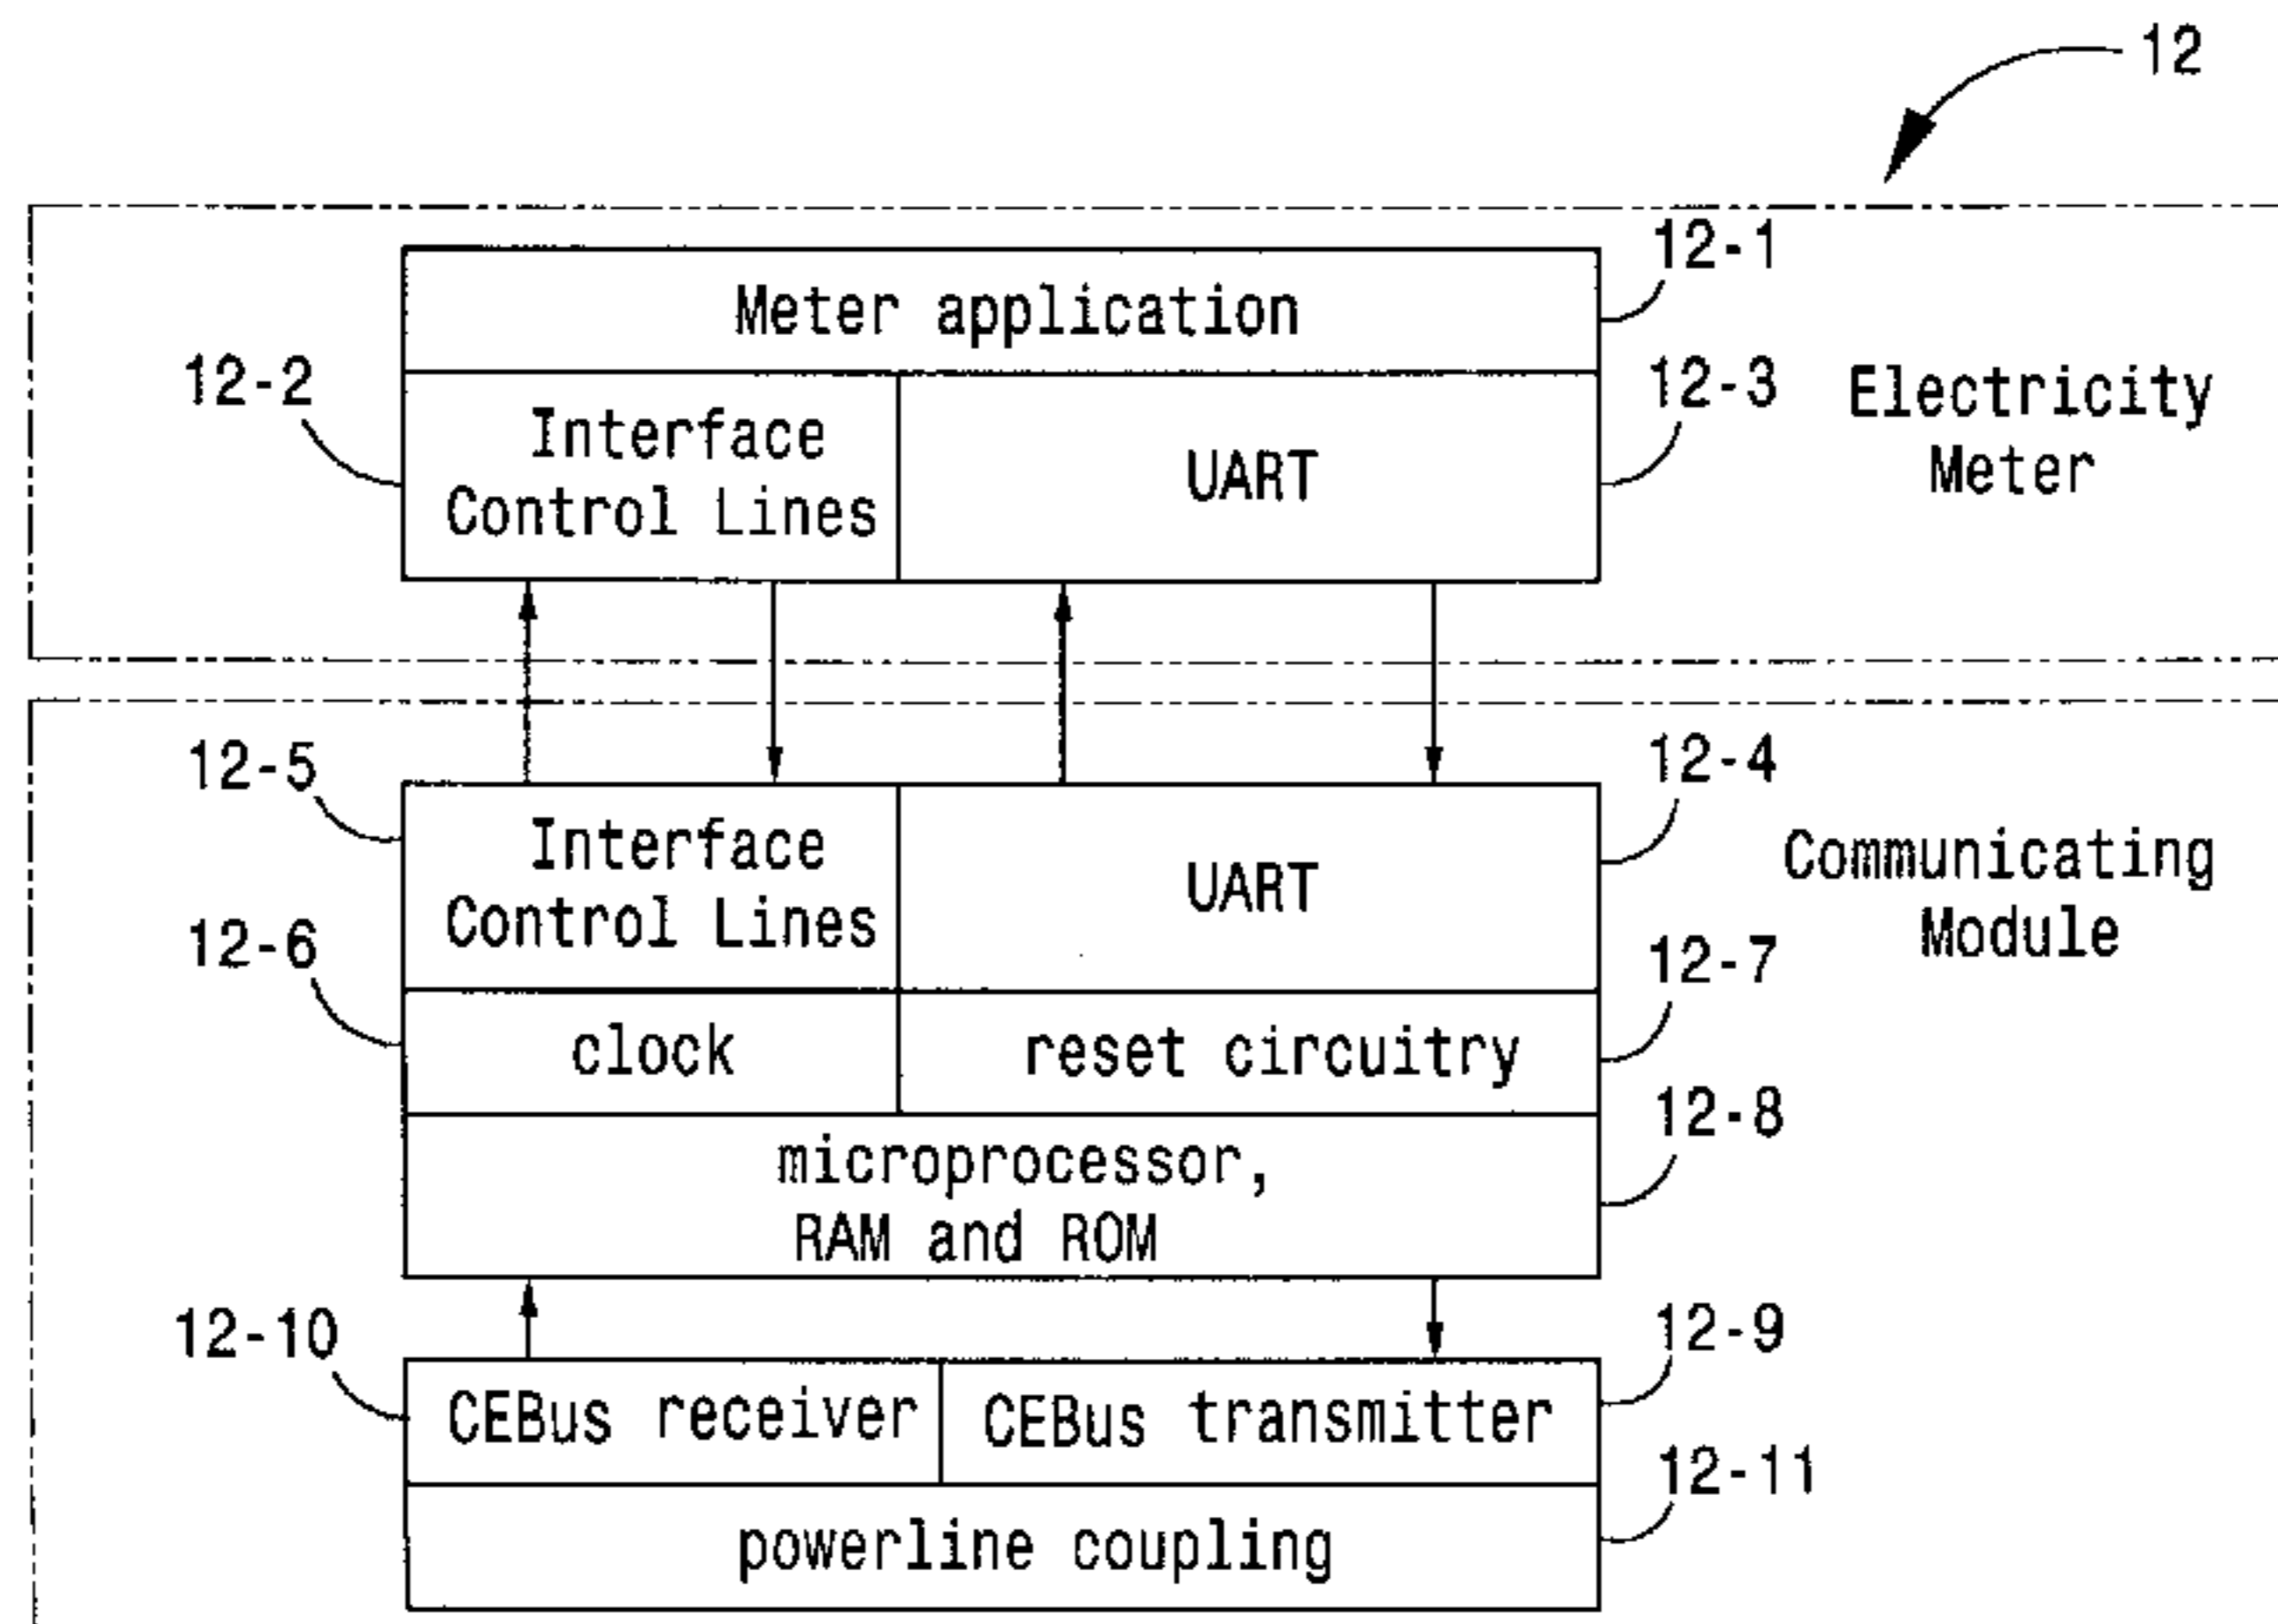 12
12-1
Meter application
12-2
12-3
Interface
Control Lines
UART
Electricity
Meter
12-5
12-4
Interface
Control Lines
UART
Communicating
Module
12-6
12-7
clock
reset circuitry
12-8
microprocessor,
RAM and ROM
12-10
12-9
CEBus receiver
CEBus transmitter
12-11
powerline coupling